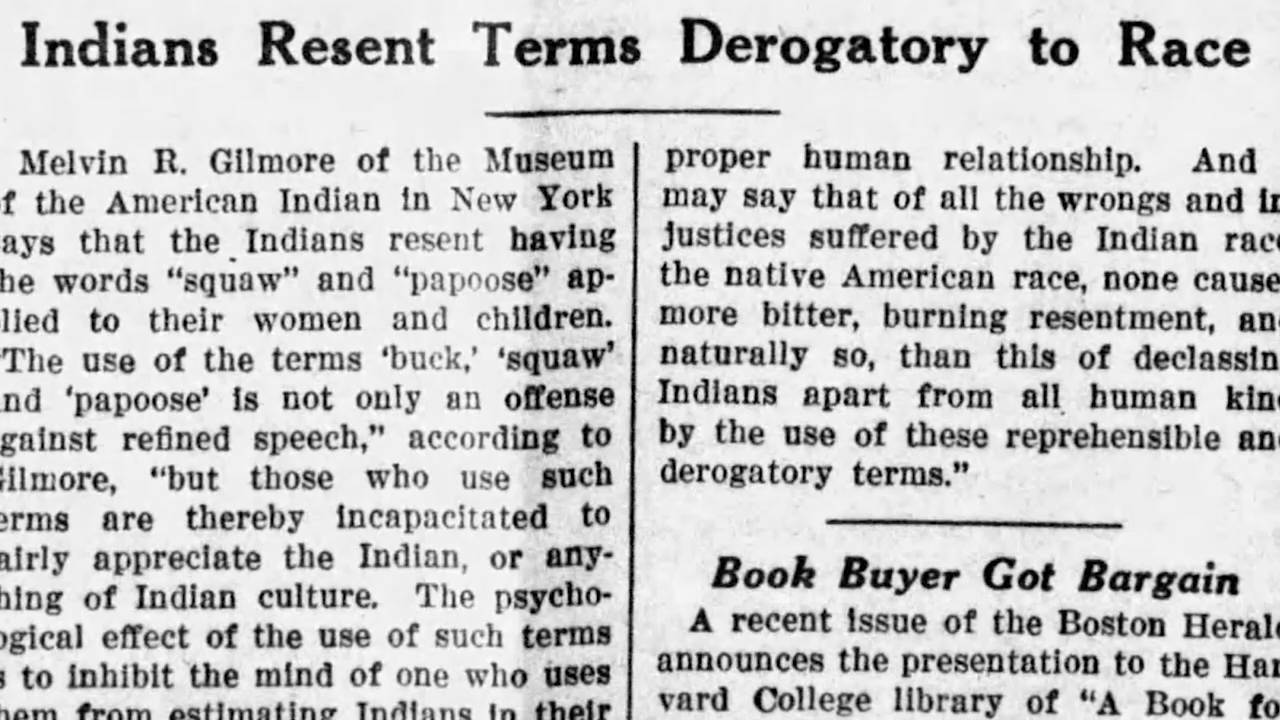 Indians Resent Terms Derogatory to Race
Melvin R. Gilmore of the Museum
f the American Indian in New York
ays that the Indians resent having
he words “squaw” and “papoose” ap-
lied to their women and children.
The use of the terms ‘buck,’ ‘squaw’
nd ‘papoose’ is not only an offense
gainst refined speech,” according to
ilmore, “but those who use such
erms are thereby incapacitated to
airly appreciate the Indian, or any-
hing of Indian culture. The psycho-
ogical effect of the use of such terms
s to inhibit the mind of one who uses
hem from estimating Indians in their
proper human relationship. And
may say that of all the wrongs and in
justices suffered by the Indian race
the native American race, none cause
more bitter, burning resentment, an
naturally so, than this of declassin
Indians apart from all human kin
by the use of these reprehensible an
derogatory terms.”
Book Buyer Got Bargain
A recent issue of the Boston Heral
announces the presentation to the Har
vard College library of “A Book fo